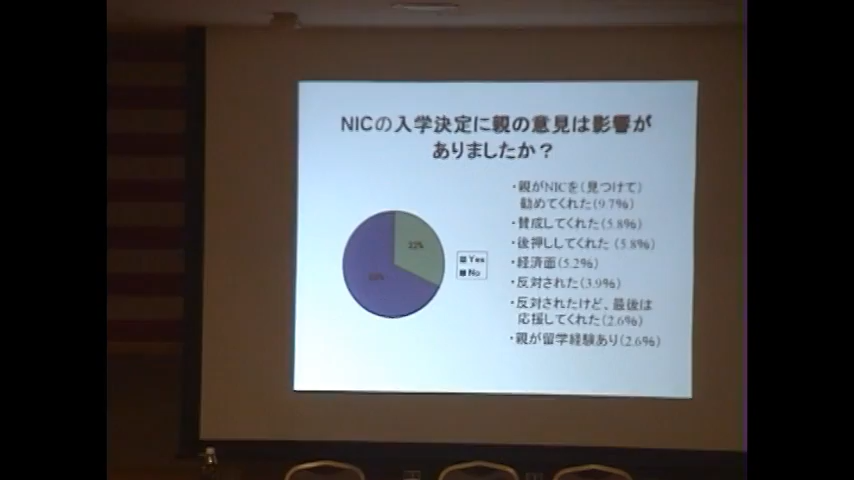 NICの入学決定に親の意見は影響が
ありましたか？
・親がNICを（見つけて）
勧めてくれた（9.7%）
・賛成してくれた（5.8%）
・後押ししてくれた（5.8%）
・経済面（5.2%）
・反対された（3.9%）
・反対されたけど、最後は
応援してくれた（2.6%）
・親が留学経験あり（2.6%）
Yes
No